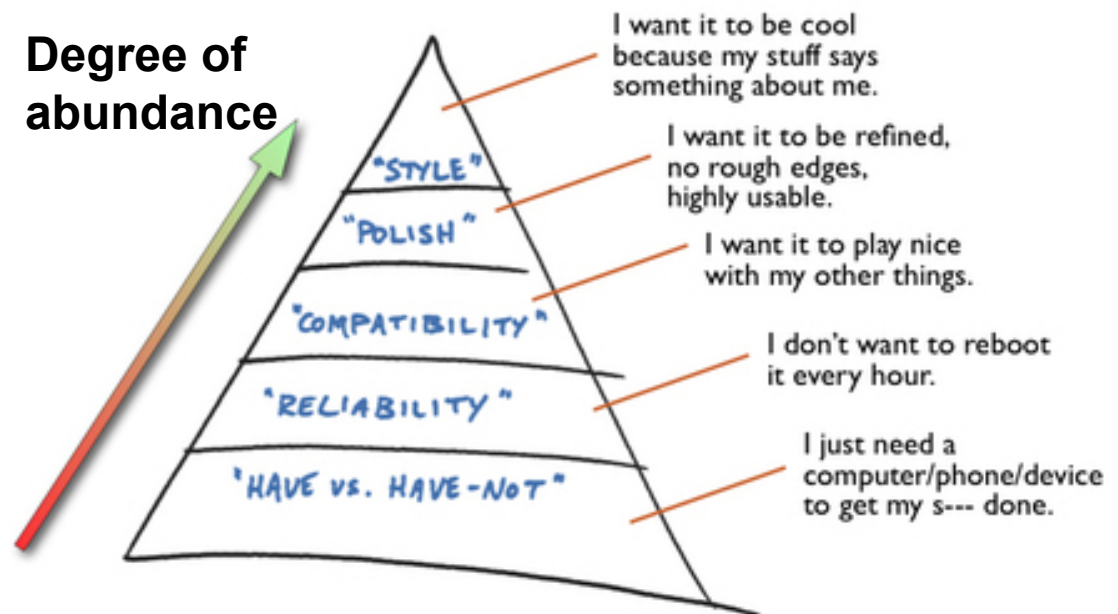 Degree of
abundance
I want it to be cool
because my stuff says
something about me.
"STYLE"
I want it to be refined,
no rough edges,
highly usable.
"POLISH"
I want it to play nice
with my other things.
"COMPATIBILITY"
I don't want to reboot
it every hour.
"RELIABILITY"
I just need a
computer/phone/device
to get my s--- done.
"HAVE vs. HAVE-NOT"